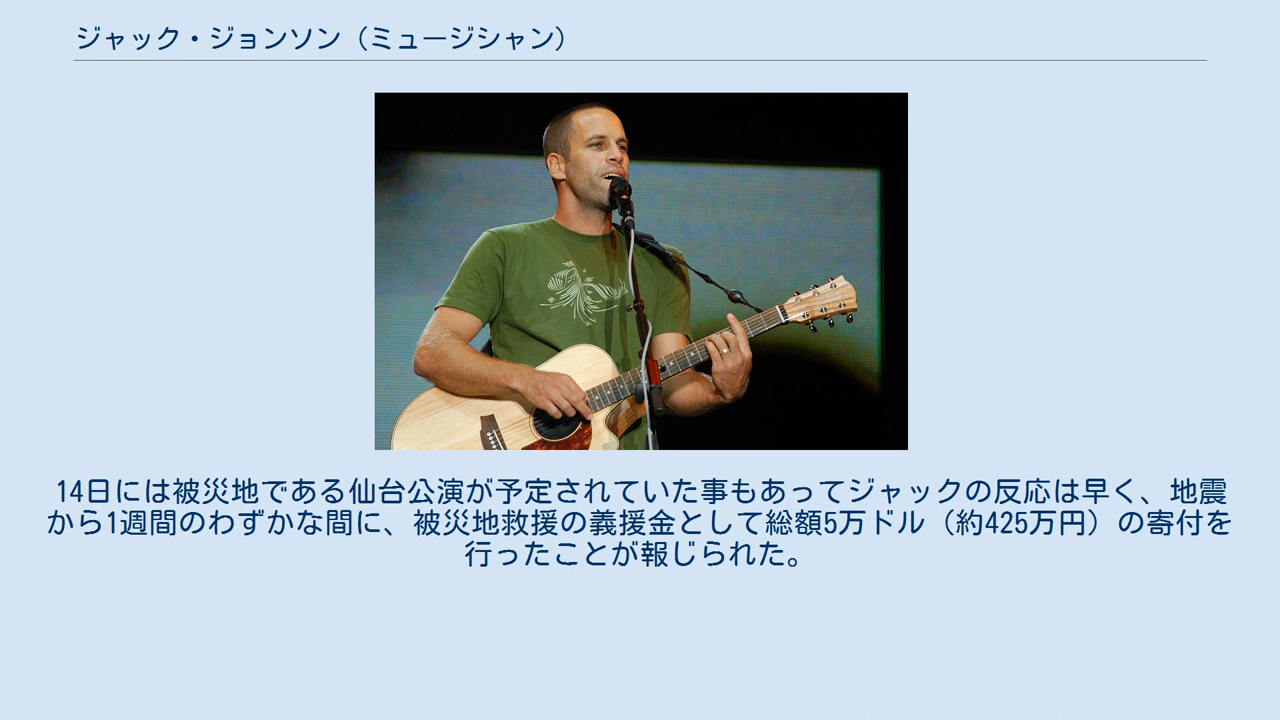 ジャック・ジョンソン（ミュージシャン）
14日には被災地である仙台公演が予定されていた事もあってジャックの反応は早く、地震
から1週間のわずかな間に、被災地救援の義援金として総額5万ドル（約425万円）の寄付を
行ったことが報じられた。